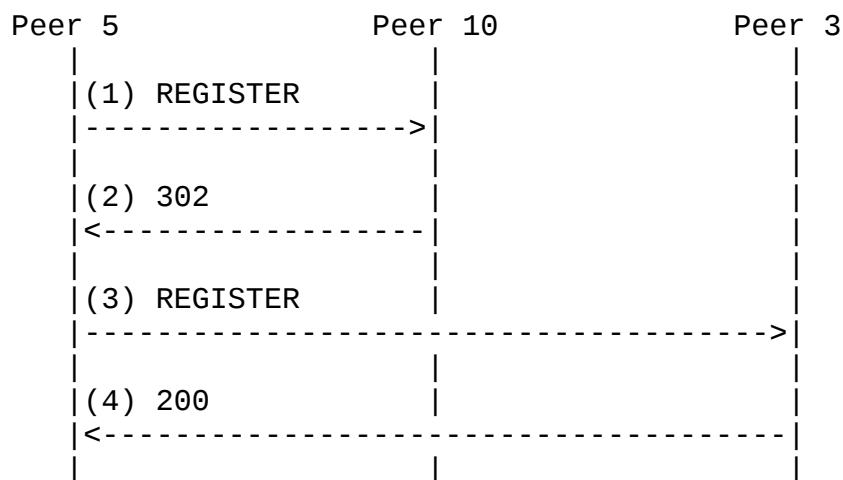 Peer 5 Peer 10 Peer 3
(1) REGISTER
(2) 302
(3) REGISTER
(4) 200